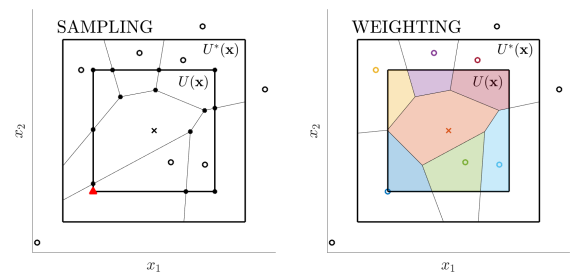 SAMPLING
U*(x)
U(x)
x₂
x₁
WEIGHTING
U*(x)
U(x)
x₂
x₁